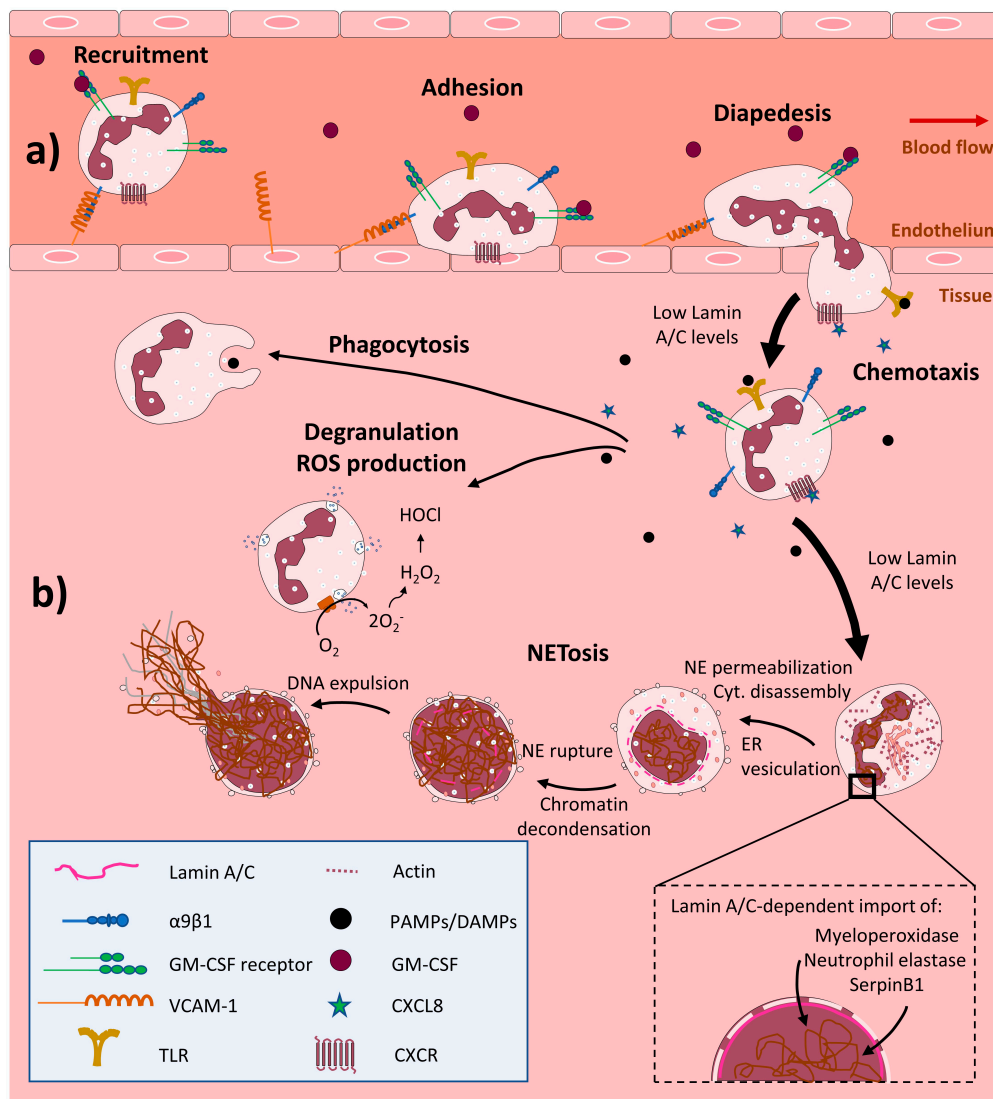 Recruitment
Adhesion
Diapedesis
a)
Blood flow
Endothelium
Tissue
Low Lamin
A/C levels
Chemotaxis
Phagocytosis
Degranulation
ROS production
HOCl
H₂O₂
2O₂⁻
O₂
b)
Low Lamin
A/C levels
NETosis
NE permeabilization
Cyt. disassembly
DNA expulsion
ER
vesiculation
NE rupture
Chromatin
decondensation
Lamin A/C
Actin
α9β1
PAMPs/DAMPs
GM-CSF receptor
GM-CSF
VCAM-1
CXCL8
TLR
CXCR
Lamin A/C-dependent import of:
Myeloperoxidase
Neutrophil elastase
SerpinB1